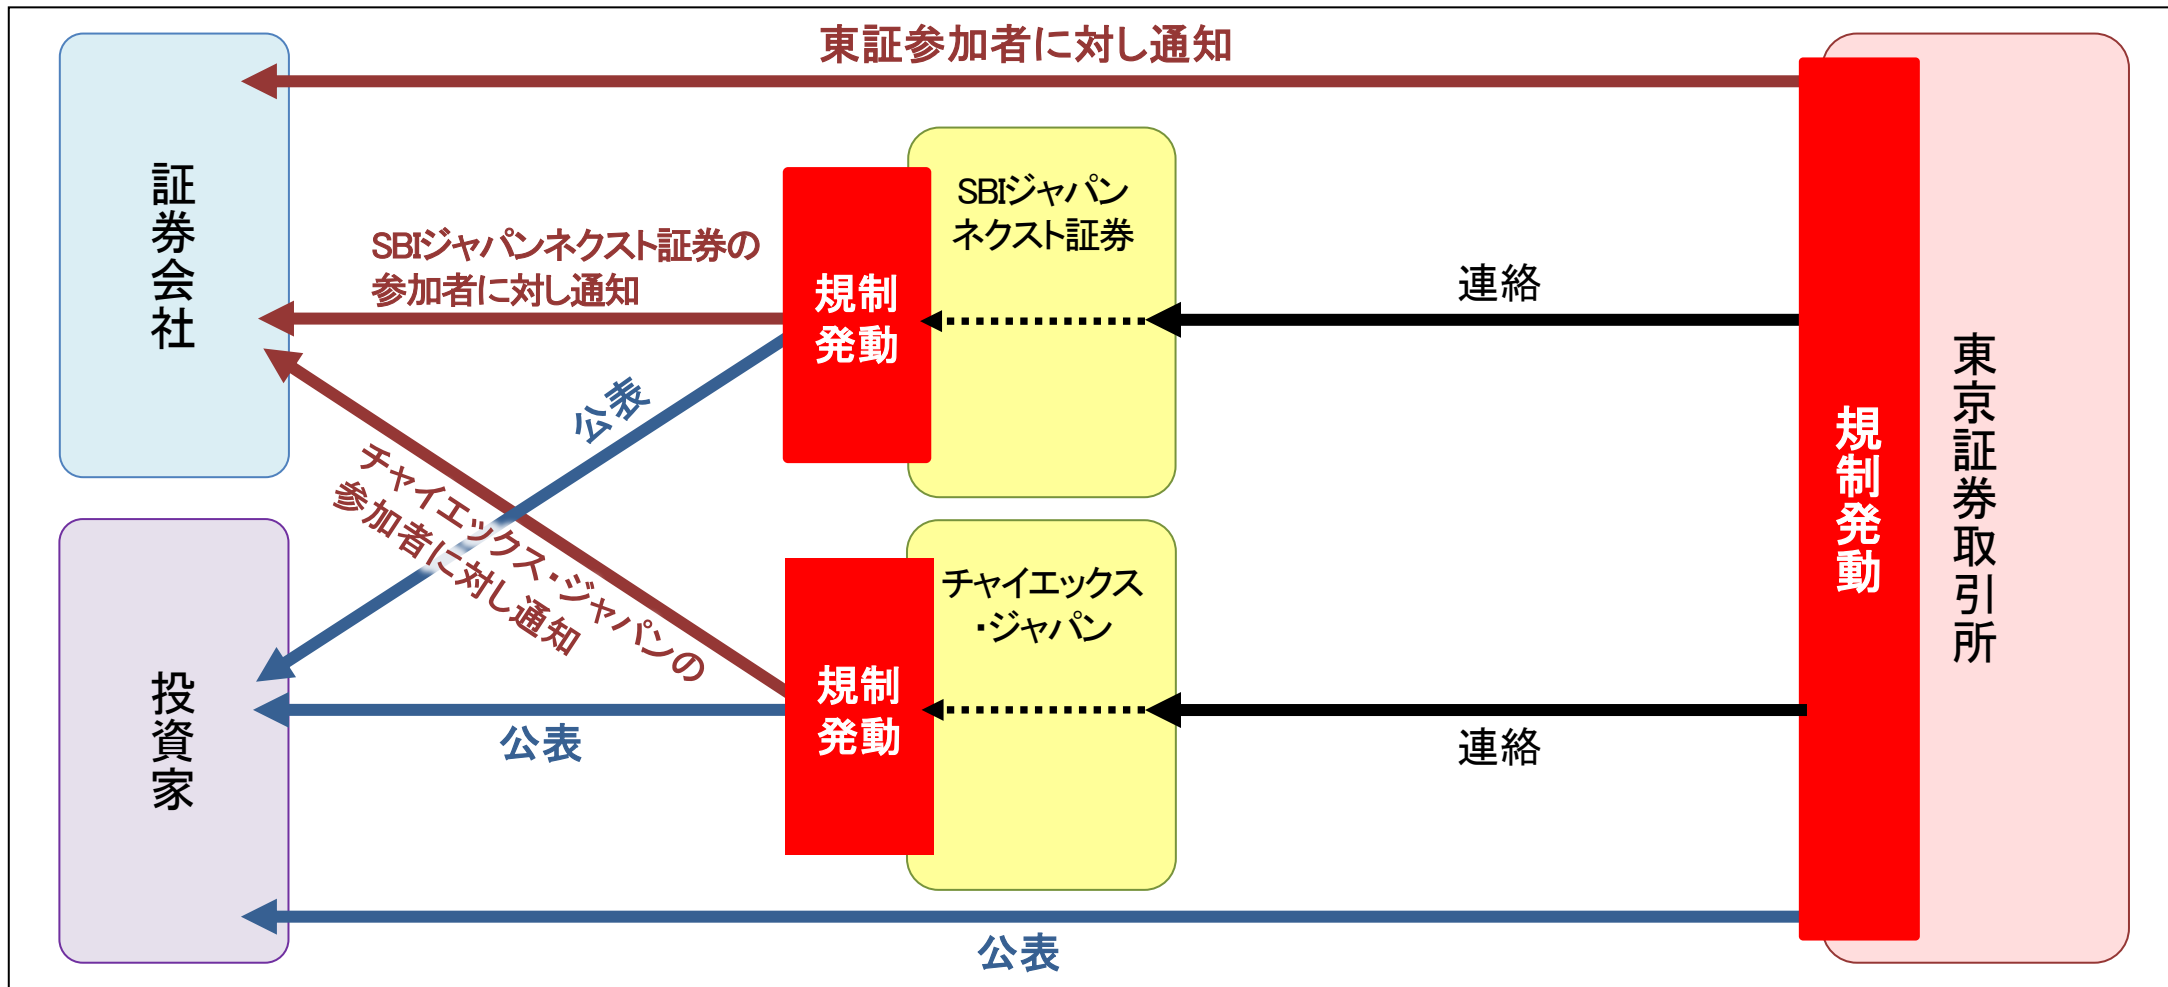 東証参加者に対し通知
証券会社
SBIジャパンネクスト証券の
参加者に対し通知
規制
発動
SBIジャパン
ネクスト証券
連絡
公表
チャイエックス・ジャパンの
参加者に対し通知
投資家
公表
規制
発動
チャイエックス
・ジャパン
連絡
規制発動
東京証券取引所
公表